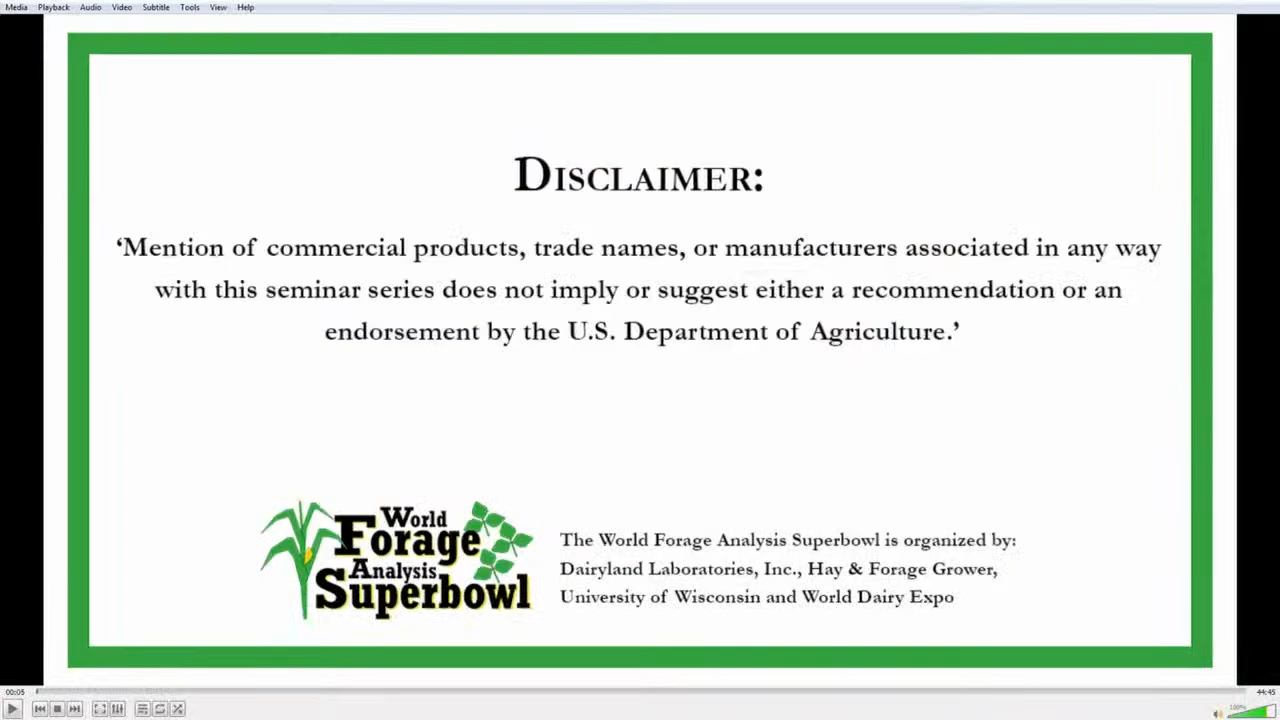 Media Playback Audio Video Subtitle Tools View Help
DISCLAIMER:
‘Mention of commercial products, trade names, or manufacturers associated in any way
with this seminar series does not imply or suggest either a recommendation or an
endorsement by the U.S. Department of Agriculture.’
World
Forage
Analysis
Superbowl
The World Forage Analysis Superbowl is organized by:
Dairyland Laboratories, Inc., Hay & Forage Grower,
University of Wisconsin and World Dairy Expo
00:05
44:45
100%